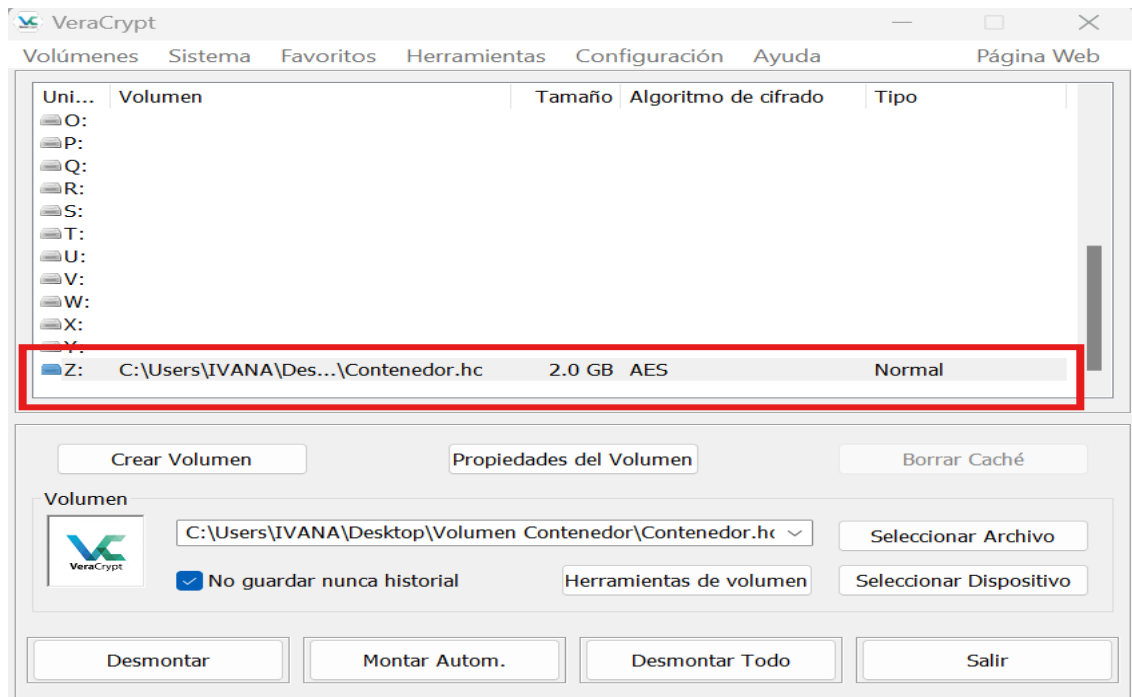 VeraCrypt
Volúmenes Sistema Favoritos Herramientas Configuración Ayuda Página Web
Uni... Volumen Tamaño Algoritmo de cifrado Tipo
O:
P:
Q:
R:
S:
T:
U:
V:
W:
X:
Y:
Z: C:\Users\IVANA\Des...\Contenedor.hc 2.0 GB AES Normal
Crear Volumen Propiedades del Volumen Borrar Caché
Volumen
C:\Users\IVANA\Desktop\Volumen Contenedor\Contenedor.hc Seleccionar Archivo
VeraCrypt
No guardar nunca historial Herramientas de volumen Seleccionar Dispositivo
Desmontar Montar Autom. Desmontar Todo Salir